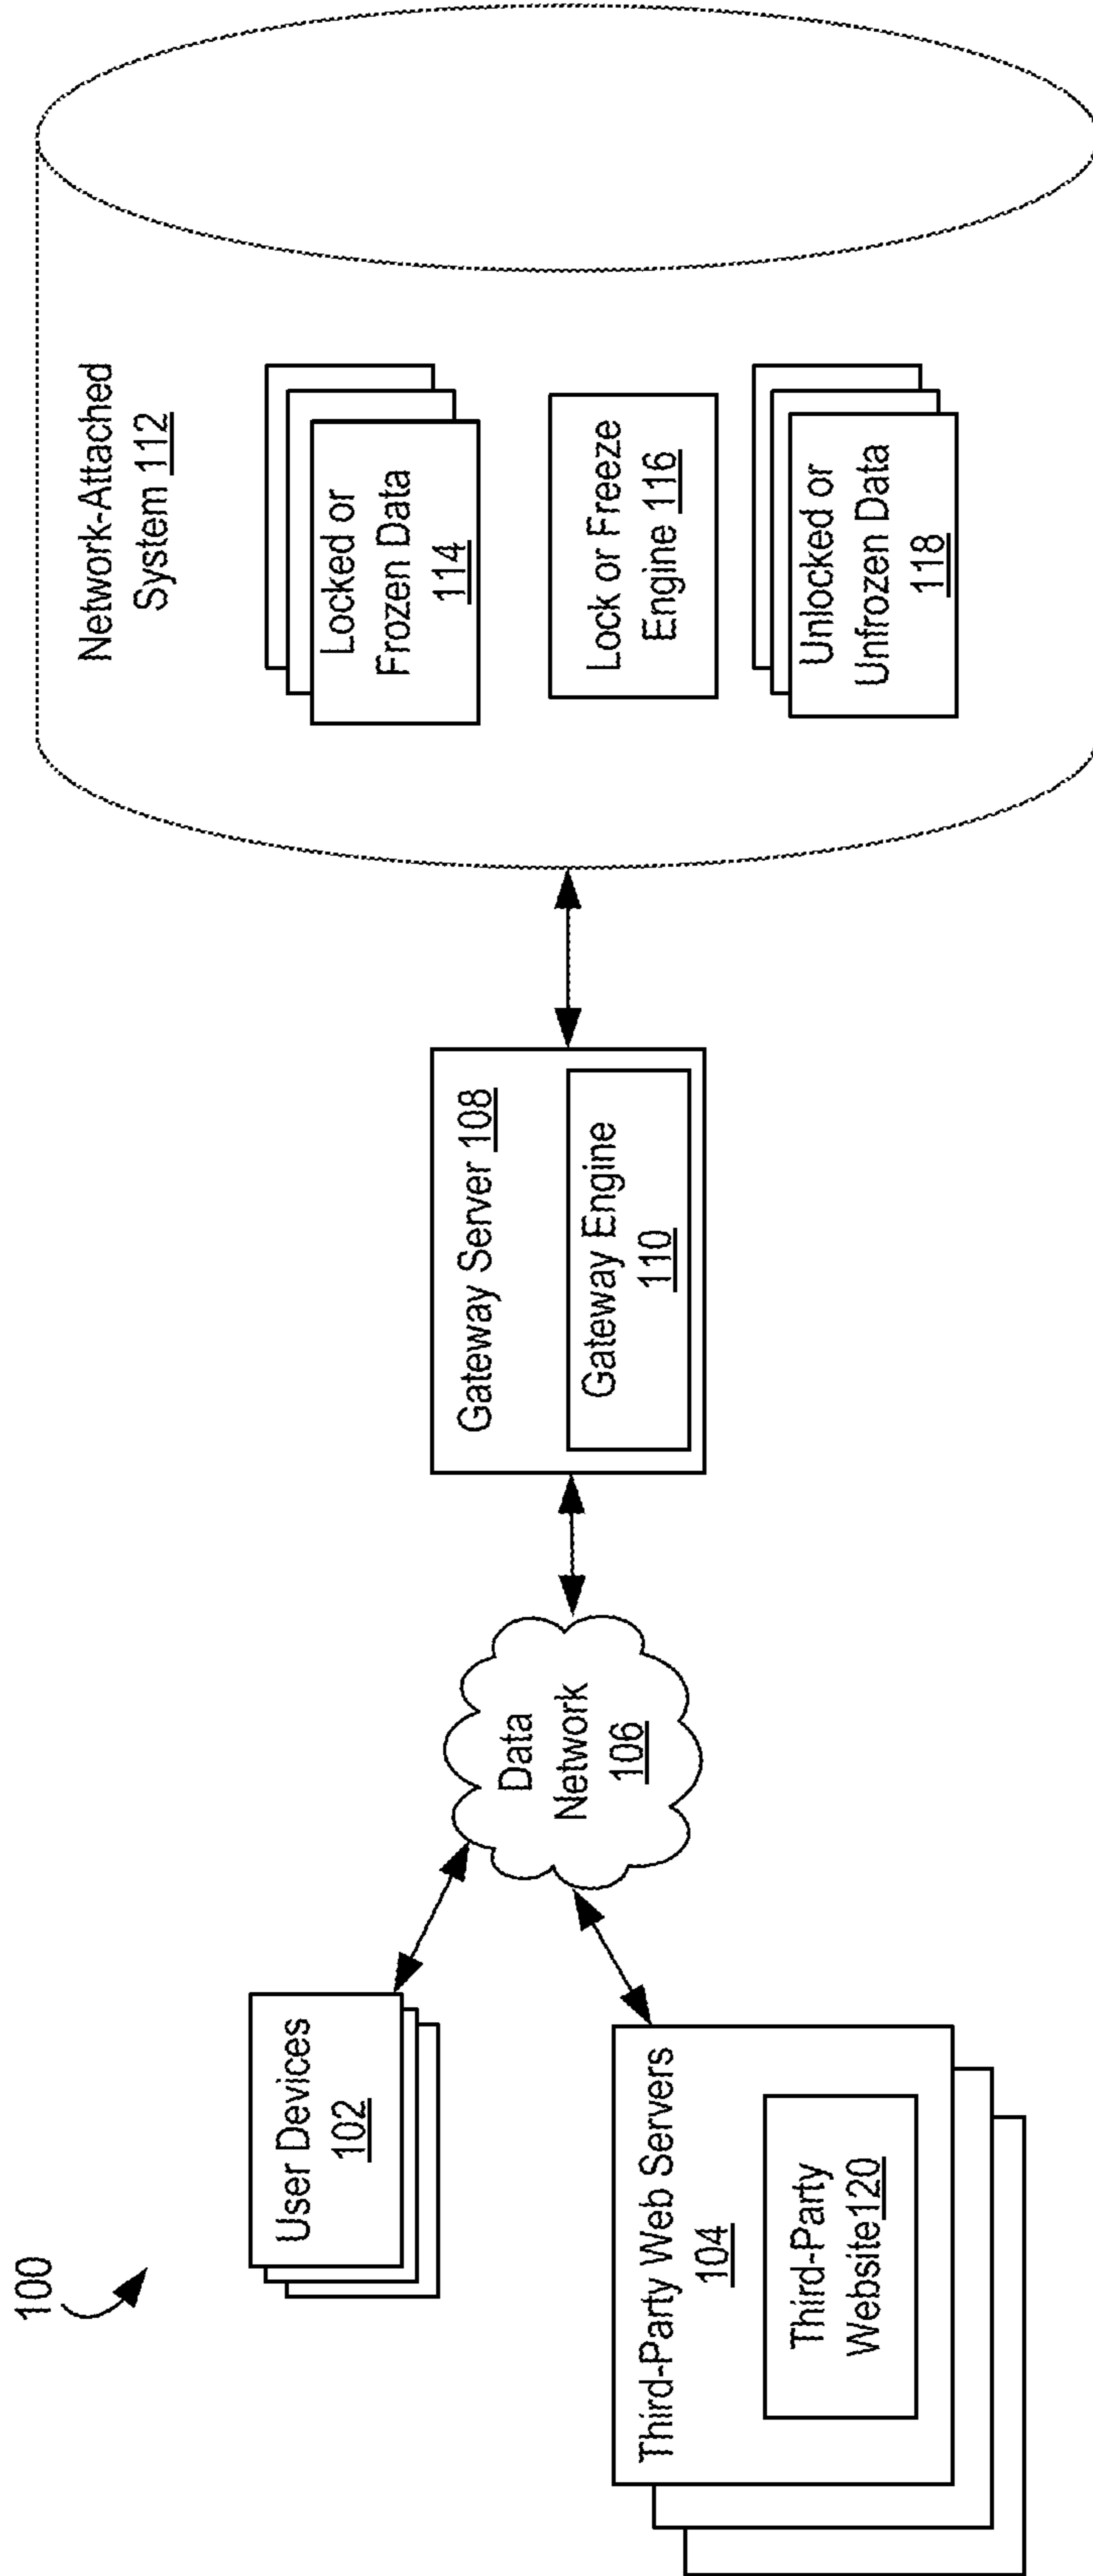 100
User Devices
102
Third-Party Web Servers
104
Third-Party
Website120
Data
Network
106
Gateway Server 108
Gateway Engine
110
Network-Attached
System 112
Locked or
Frozen Data
114
Lock or Freeze
Engine 116
Unlocked or
Unfrozen Data
118